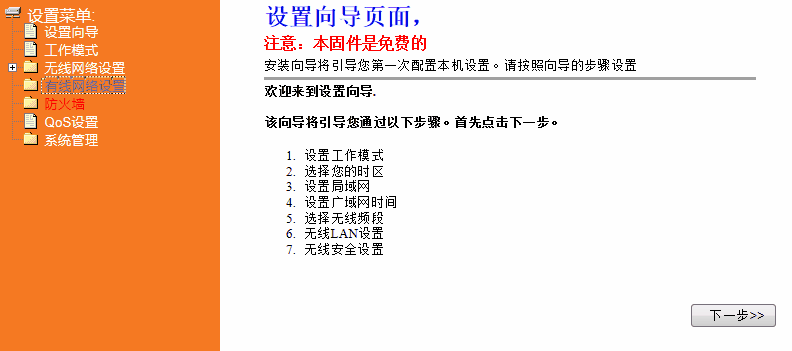 设置菜单:
设置向导
工作模式
无线网络设置
有线网络设置
防火墙
QoS设置
系统管理
设置向导页面，
注意：本固件是免费的
安装向导将引导您第一次配置本机设置。请按照向导的步骤设置
欢迎来到设置向导.
该向导将引导您通过以下步骤。首先点击下一步。
1. 设置工作模式
2. 选择您的时区
3. 设置局域网
4. 设置广域网时间
5. 选择无线频段
6. 无线LAN设置
7. 无线安全设置
下一步>>